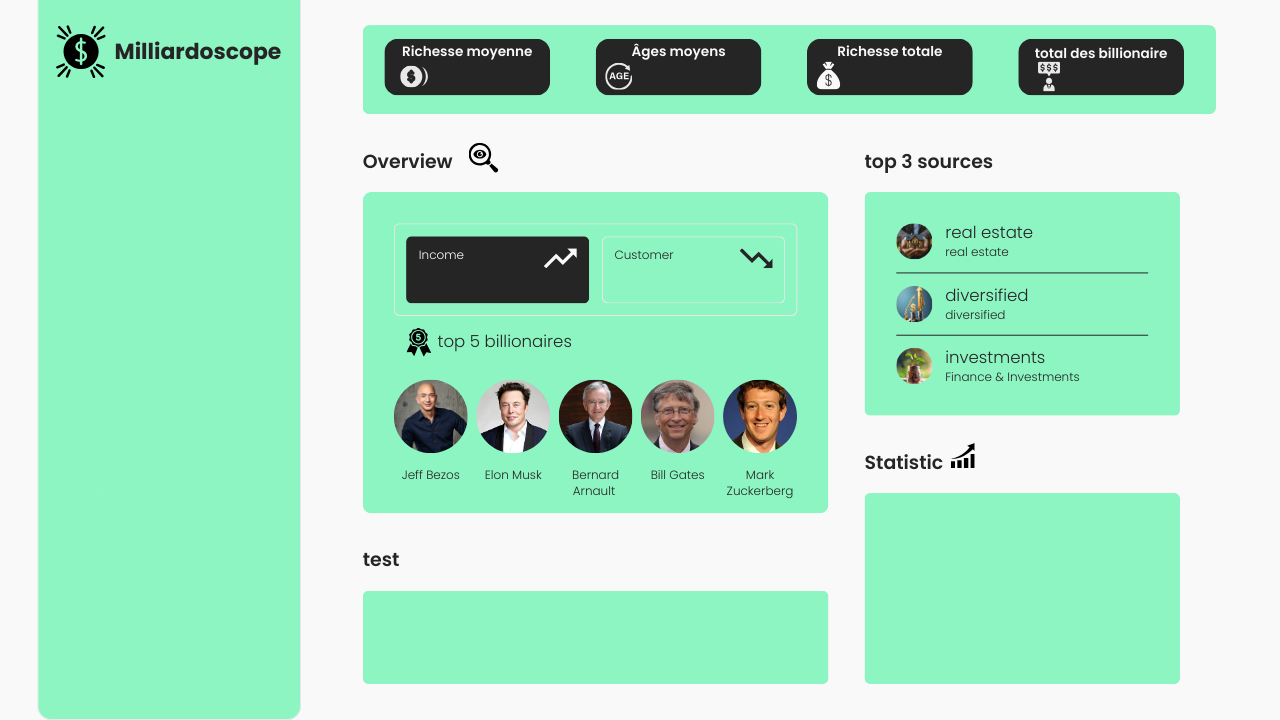 Milliardoscope
Richesse moyenne
Âges moyens
AGE
Richesse totale
total des billionaire
$$$
Overview
top 3 sources
Income
Customer
real estate
real estate
diversified
diversified
investments
Finance & Investments
5
top 5 billionaires
Jeff Bezos
Elon Musk
Bernard
Arnault
Bill Gates
Mark
Zuckerberg
Statistic
test